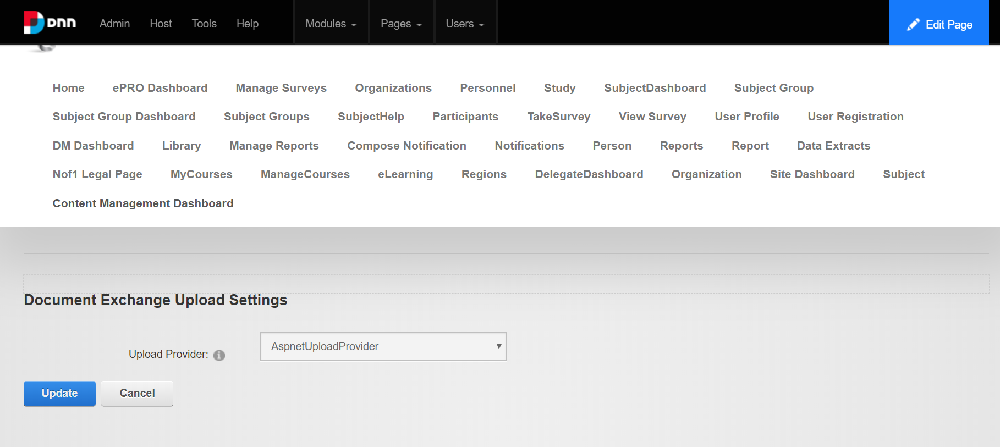 DNN Admin Host Tools Help Modules Pages Users Edit Page
Home ePRO Dashboard Manage Surveys Organizations Personnel Study SubjectDashboard Subject Group
Subject Group Dashboard Subject Groups SubjectHelp Participants TakeSurvey View Survey User Profile User Registration
DM Dashboard Library Manage Reports Compose Notification Notifications Person Reports Report Data Extracts
Nof1 Legal Page MyCourses ManageCourses eLearning Regions DelegateDashboard Organization Site Dashboard Subject
Content Management Dashboard
Document Exchange Upload Settings
Upload Provider: AspnetUploadProvider
Update Cancel